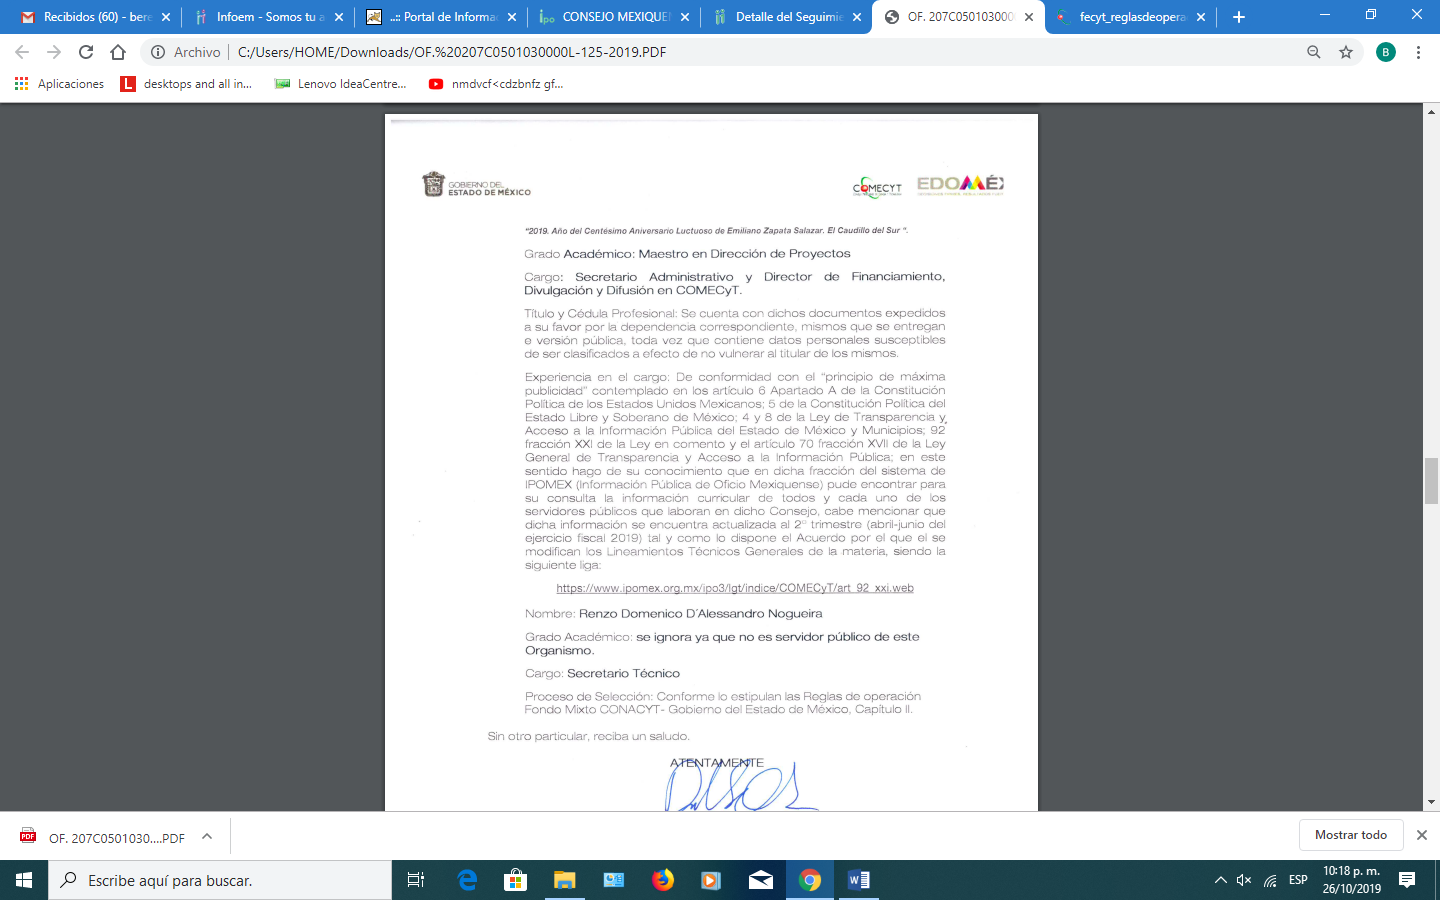 Recibidos (60) - bere
Infoem - Somos tu a
..:: Portal de Informac
CONSEJO MEXIQUEN
Detalle del Seguimie
OF. 207C050103000
fecyt_reglasdeopera
Archivo
C:/Users/HOME/Downloads/OF.%20207C0501030000L-125-2019.PDF
B
Aplicaciones
desktops and all in...
Lenovo IdeaCentre...
nmdvcf<cdzbnfz gf...
GOBIERNO DEL
ESTADO DE MÉXICO
COMECYT
EDOMÉX
"2019. Año del Centésimo Aniversario Luctuoso de Emiliano Zapata Salazar. El Caudillo del Sur ".
Grado Académico: Maestro en Dirección de Proyectos
Cargo: Secretario Administrativo y Director de Financiamiento,
Divulgación y Difusión en COMECyT.
Título y Cédula Profesional: Se cuenta con dichos documentos expedidos
a su favor por la dependencia correspondiente, mismos que se entregan
e versión pública, toda vez que contiene datos personales susceptibles
de ser clasificados a efecto de no vulnerar al titular de los mismos.
Experiencia en el cargo: De conformidad con el "principio de máxima
publicidad" contemplado en los artículo 6 Apartado A de la Constitución
Política de los Estados Unidos Mexicanos; 5 de la Constitución Política del
Estado Libre y Soberano de México; 4 y 8 de la Ley de Transparencia y
Acceso a la Información Pública del Estado de México y Municipios; 92
fracción XXI de la Ley en comento y el artículo 70 fracción XVII de la Ley
General de Transparencia y Acceso a la Información Pública; en este
sentido hago de su conocimiento que en dicha fracción del sistema de
IPOMEX (Información Pública de Oficio Mexiquense) pude encontrar para
su consulta la información curricular de todos y cada uno de los
servidores públicos que laboran en dicho Consejo, cabe mencionar que
dicha información se encuentra actualizada al 2° trimestre (abril-junio del
ejercicio fiscal 2019) tal y como lo dispone el Acuerdo por el que el se
modifican los Lineamientos Técnicos Generales de la materia, siendo la
siguiente liga:
https://www.ipomex.org.mx/ipo3/lgt/indice/COMECyT/art_92_xxi.web
Nombre: Renzo Domenico D´Alessandro Nogueira
Grado Académico: se ignora ya que no es servidor público de este
Organismo.
Cargo: Secretario Técnico
Proceso de Selección: Conforme lo estipulan las Reglas de operación
Fondo Mixto CONACYT- Gobierno del Estado de México, Capítulo II.
Sin otro particular, reciba un saludo.
ATENTAMENTE
OF. 207C0501030....PDF
Mostrar todo
Escribe aquí para buscar.
ESP
10:18 p. m.
26/10/2019